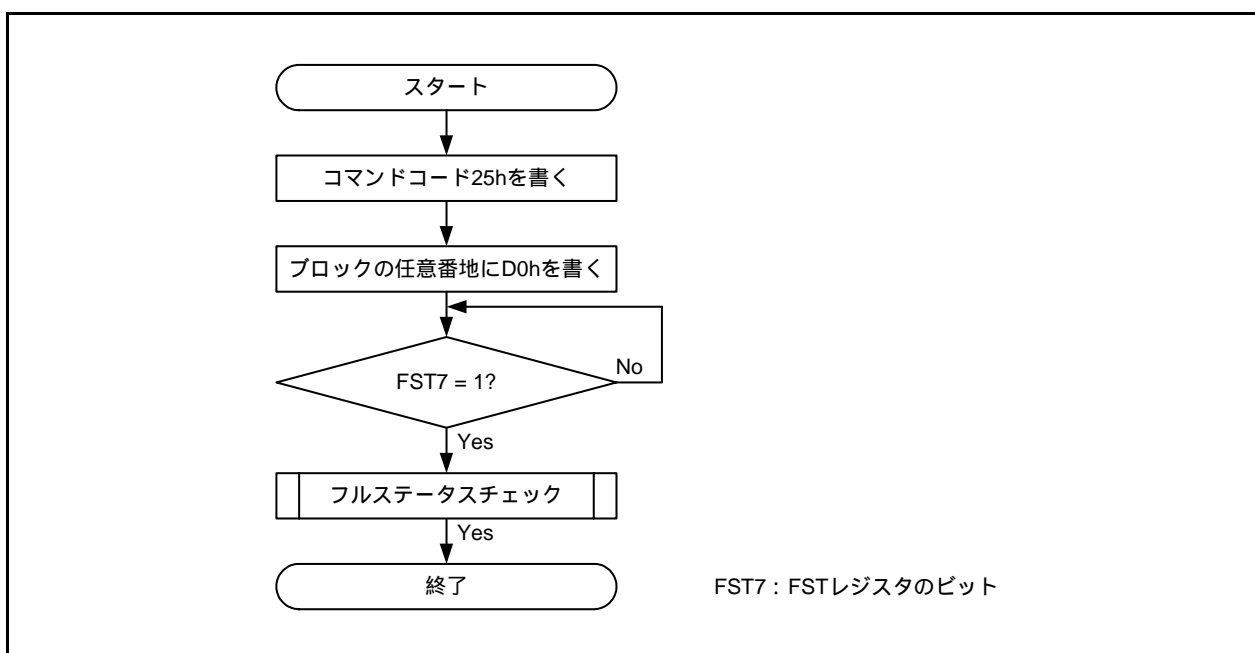 スタート
コマンドコード25hを書く
ブロックの任意番地にD0hを書く
FST7 = 1?
No
Yes
フルステータスチェック
Yes
終了
FST7 : FSTレジスタのビット